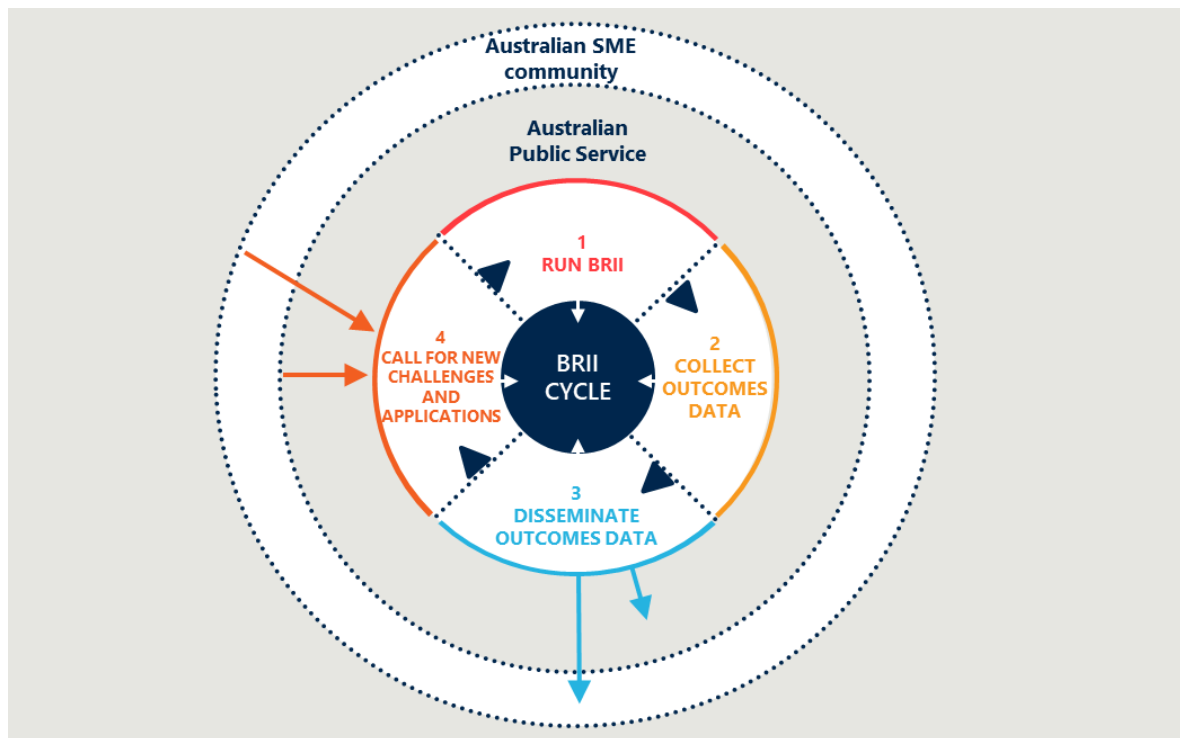 Australian SME
community
Australian
Public Service
1
RUN BRII
2
COLLECT
OUTCOMES
DATA
3
DISSEMINATE
OUTCOMES DATA
4
CALL FOR NEW
CHALLENGES
AND
APPLICATIONS
BRII
CYCLE